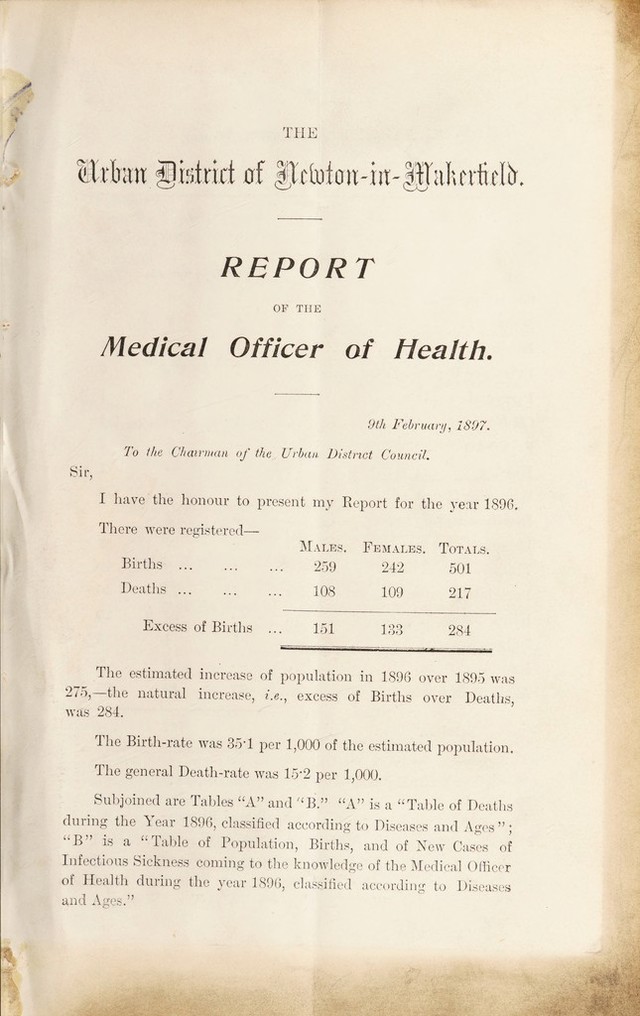 THE
Urban District of Newton-in-Makerfield.
REPORT
OF THE
Medical Officer of Health.
9th February, 1897.
To the Chairman of the Urban District Council.
Sir,
I have the honour to present my Report for the year 1896.
There were registered—
MALES. FEMALES. TOTALS.
Births ... ... ... 259 242 501
Deaths ... ... ... 108 109 217
Excess of Births ... 151 133 284
The estimated increase of population in 1896 over 1895 was
275,—the natural increase, i.e., excess of Births over Deaths,
was 284.
The Birth-rate was 35·1 per 1,000 of the estimated population.
The general Death-rate was 15·2 per 1,000.
Subjoined are Tables “A” and “B.” “A” is a “Table of Deaths
during the Year 1896, classified according to Diseases and Ages”;
“B” is a “Table of Population, Births, and of New Cases of
Infectious Sickness coming to the knowledge of the Medical Officer
of Health during the year 1896, classified according to Diseases
and Ages.”